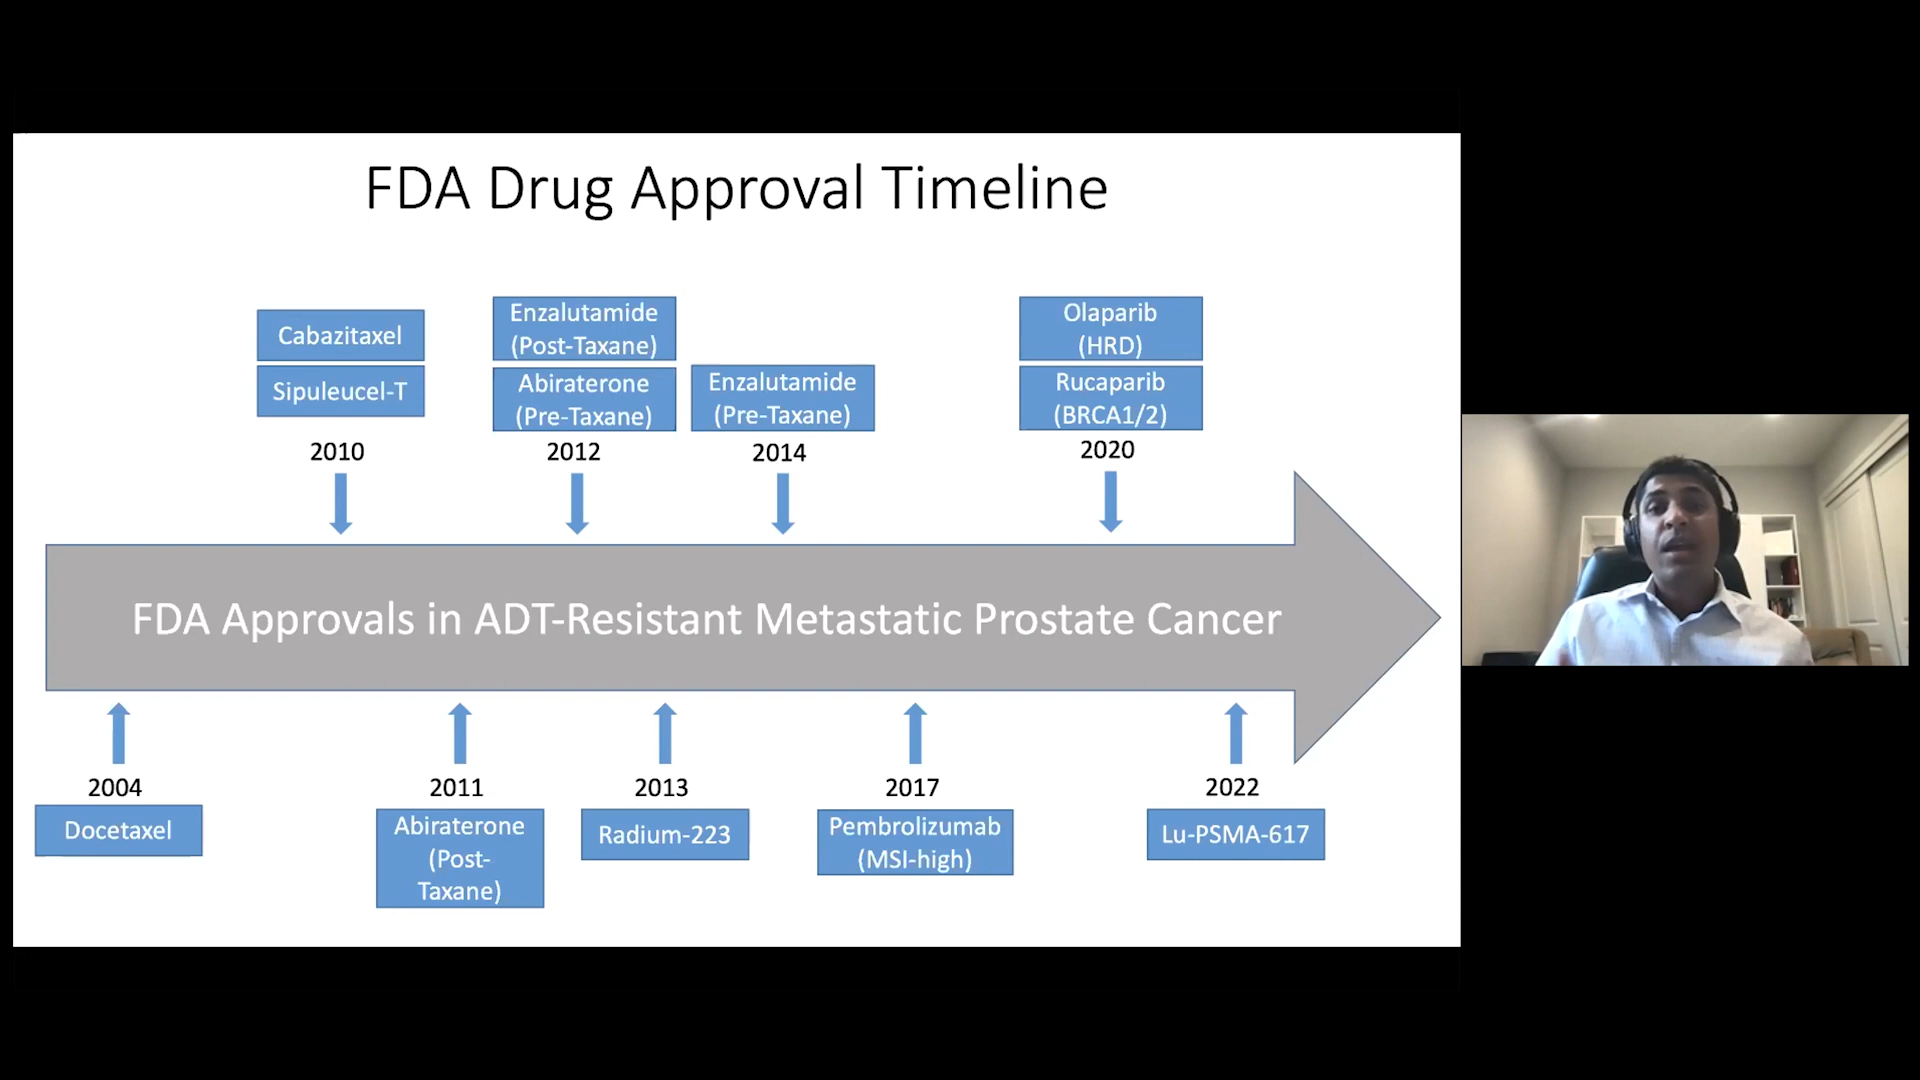 FDA Drug Approval Timeline
Cabazitaxel
Sipuleucel-T
2010
Enzalutamide
(Post-Taxane)
Abiraterone
(Pre-Taxane)
2012
Enzalutamide
(Pre-Taxane)
2014
Olaparib
(HRD)
Rucaparib
(BRCA1/2)
2020
FDA Approvals in ADT-Resistant Metastatic Prostate Cancer
2004
Docetaxel
2011
Abiraterone
(Post-
Taxane)
2013
Radium-223
2017
Pembrolizumab
(MSI-high)
2022
Lu-PSMA-617